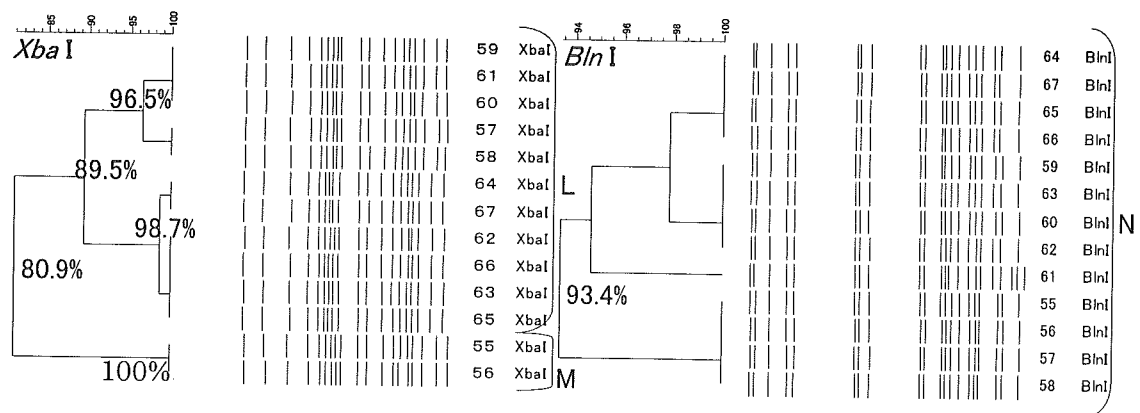 -85
-90
-95
-100
Xba I
96.5%
89.5%
98.7%
80.9%
100%
59 XbaI
61 XbaI
60 XbaI
57 XbaI
58 XbaI
64 XbaI
67 XbaI
62 XbaI
66 XbaI
63 XbaI
65 XbaI
55 XbaI
56 XbaI
L
M
-94
-96
-98
100
Bln I
93.4%
64 BlnI
67 BlnI
65 BlnI
66 BlnI
59 BlnI
63 BlnI
60 BlnI
62 BlnI
61 BlnI
55 BlnI
56 BlnI
57 BlnI
58 BlnI
N